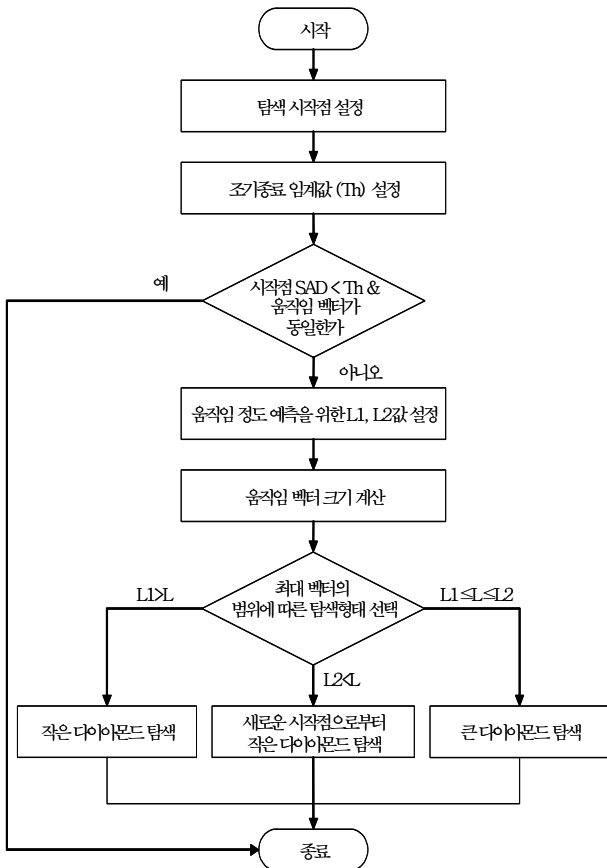 시작
탐색 시작점 설정
조기종료 임계값 (Th) 설정
예
시작점 SAD < Th &
움직임 벡터가
동일한가
아니오
움직임 정도 예측을 위한 L1, L2값 설정
움직임 벡터 크기 계산
L1>L
최대 벡터의
범위에 따른 탐색형태 선택
L1≤L≤L2
L2<L
작은 다이아몬드 탐색
새로운 시작점으로부터
작은 다이아몬드 탐색
큰 다이아몬드 탐색
종료